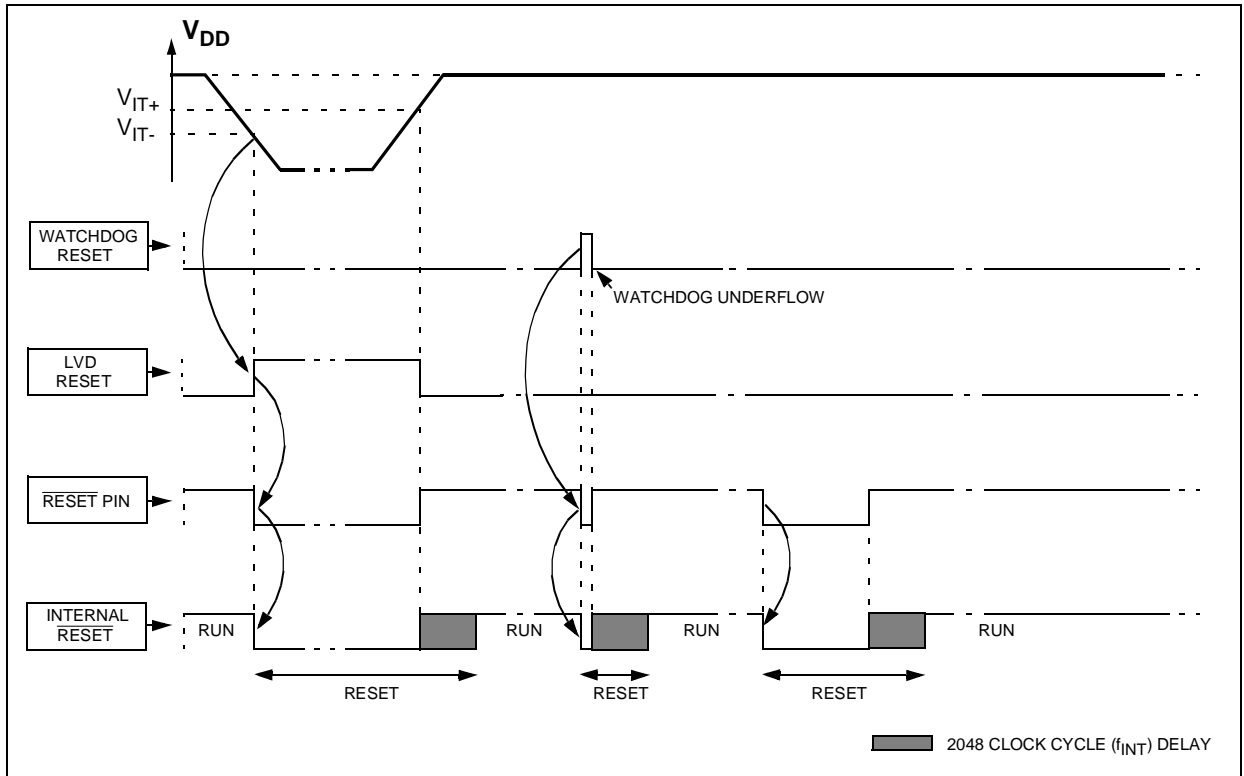 VDD
VIT+
VIT-
WATCHDOG
RESET
WATCHDOG UNDERFLOW
LVD
RESET
RESET PIN
INTERNAL
RESET
RUN
RUN
RUN
RUN
RESET
RESET
RESET
2048 CLOCK CYCLE (fINT) DELAY